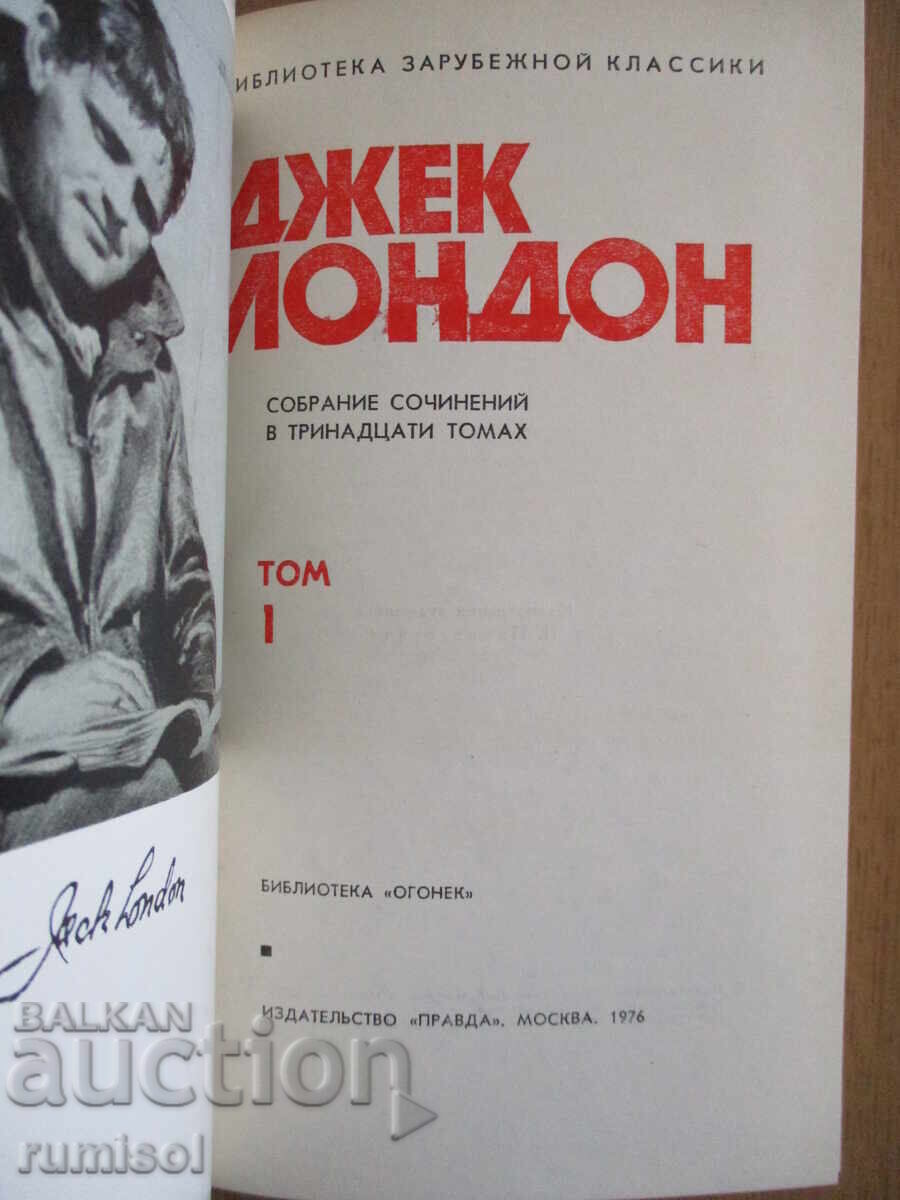 БИБЛИОТЕКА ЗАРУБЕЖНОЙ КЛАССИКИ
ДЖЕК
ЛОНДОН
СОБРАНИЕ СОЧИНЕНИЙ
В ТРИНАДЦАТИ ТОМАХ
ТОМ
I
БИБЛИОТЕКА «ОГОНЕК»
ИЗДАТЕЛЬСТВО «ПРАВДА». МОСКВА. 1976
Jack London
BALKAN
auction
rumisol